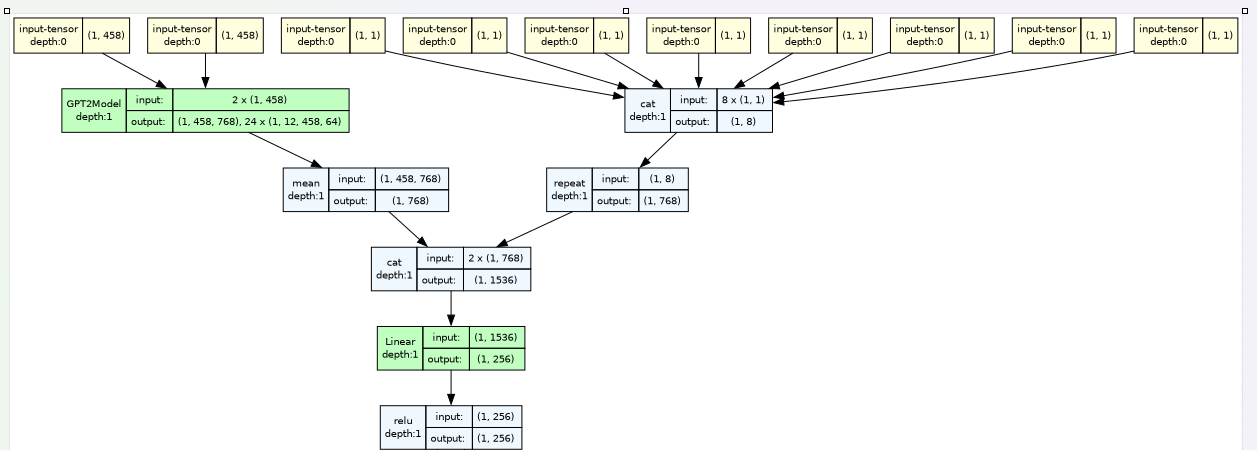 input-tensor
depth:0
(1, 458)
input-tensor
depth:0
(1, 458)
input-tensor
depth:0
(1, 1)
input-tensor
depth:0
(1, 1)
input-tensor
depth:0
(1, 1)
input-tensor
depth:0
(1, 1)
input-tensor
depth:0
(1, 1)
input-tensor
depth:0
(1, 1)
input-tensor
depth:0
(1, 1)
input-tensor
depth:0
(1, 1)
GPT2Model
depth:1
input:
2 x (1, 458)
output:
(1, 458, 768), 24 x (1, 12, 458, 64)
cat
depth:1
input:
8 x (1, 1)
output:
(1, 8)
mean
depth:1
input:
(1, 458, 768)
output:
(1, 768)
repeat
depth:1
input:
(1, 8)
output:
(1, 768)
cat
depth:1
input:
2 x (1, 768)
output:
(1, 1536)
Linear
depth:1
input:
(1, 1536)
output:
(1, 256)
relu
depth:1
input:
(1, 256)
output:
(1, 256)